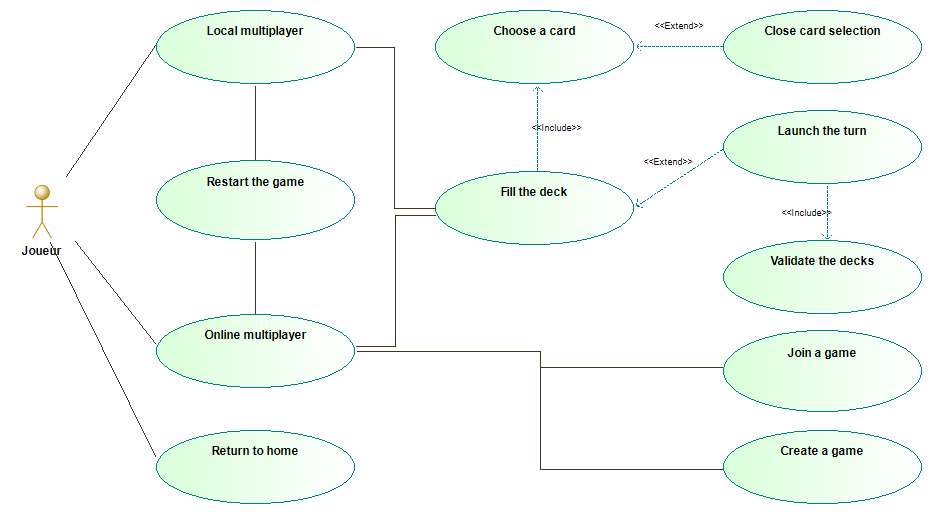 Local multiplayer
Choose a card
<<Extend>>
Close card selection
<<Include>>
Launch the turn
<<Extend>>
Restart the game
Fill the deck
<<Include>>
Joueur
Validate the decks
Online multiplayer
Join a game
Return to home
Create a game